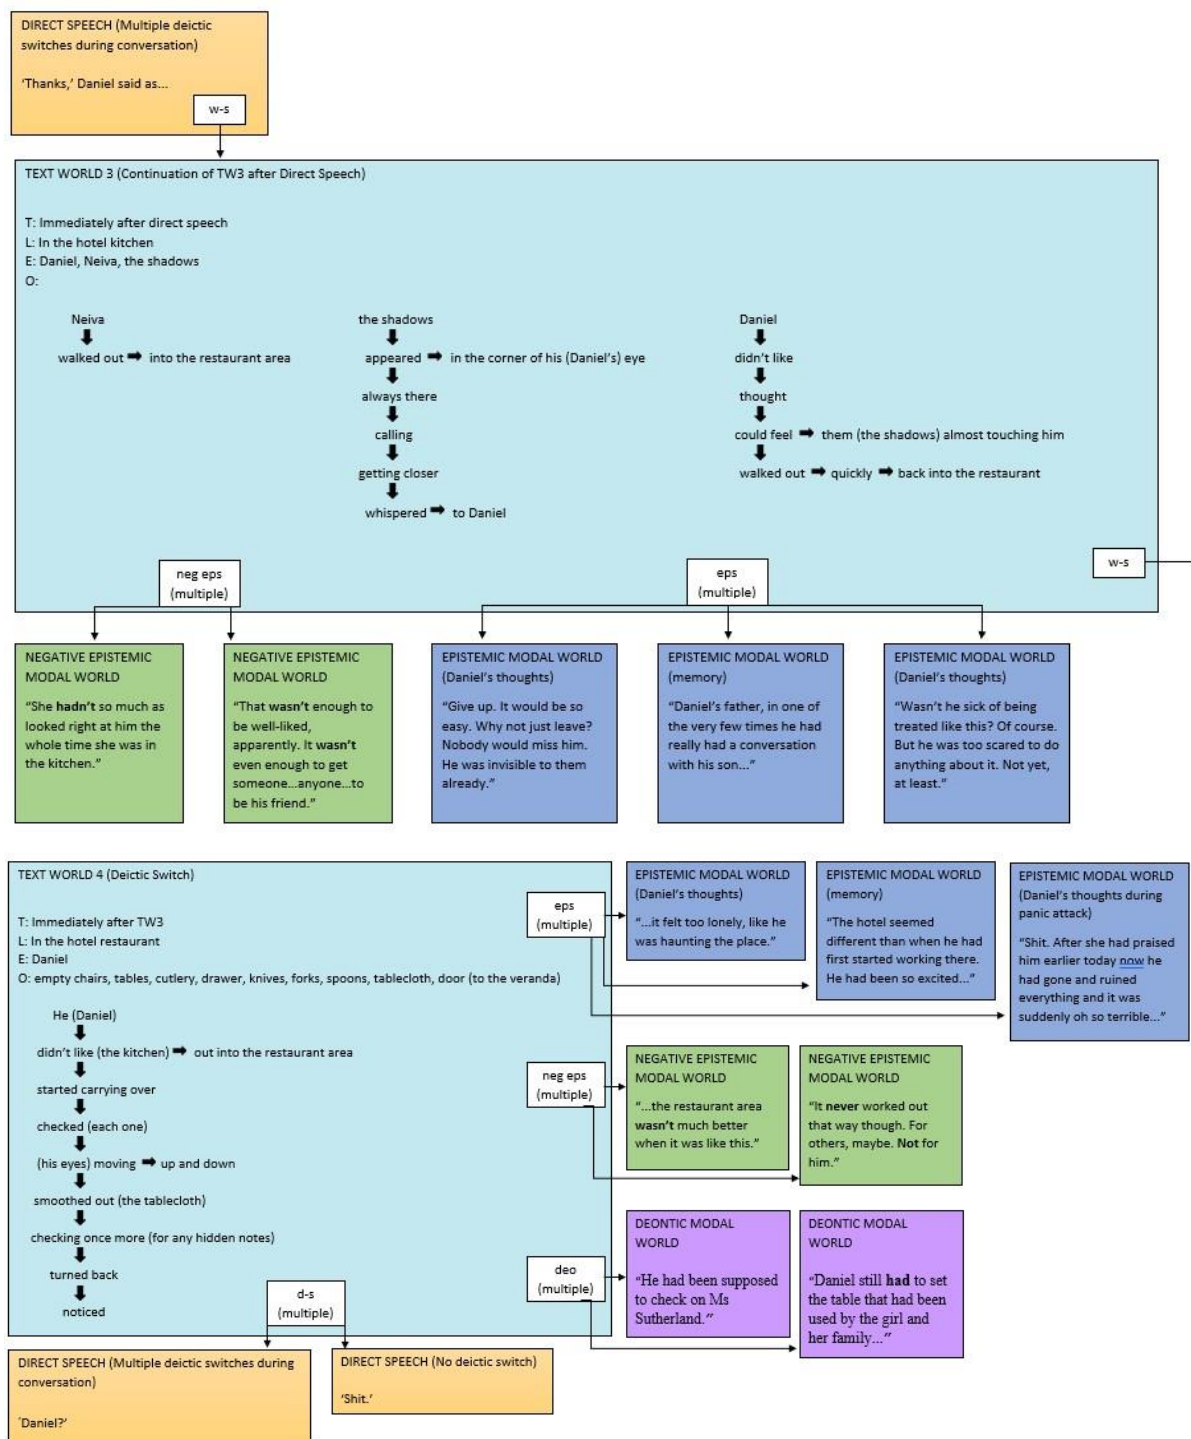 DIRECT SPEECH (Multiple deictic
switches during conversation)
‘Thanks,’ Daniel said as...
w-s
TEXT WORLD 3 (Continuation of TW3 after Direct Speech)
T: Immediately after direct speech
L: In the hotel kitchen
E: Daniel, Neiva, the shadows
O:
Neiva
walked out ➡ into the restaurant area
the shadows
appeared ➡ in the corner of his (Daniel’s) eye
always there
calling
getting closer
whispered ➡ to Daniel
Daniel
didn’t like
thought
could feel ➡ them (the shadows) almost touching him
walked out ➡ quickly ➡ back into the restaurant
neg eps
(multiple)
eps
(multiple)
w-s
NEGATIVE EPISTEMIC
MODAL WORLD
“She hadn’t so much as
looked right at him the
whole time she was in
the kitchen.”
NEGATIVE EPISTEMIC
MODAL WORLD
“That wasn’t enough to
be well-liked,
apparently. It wasn’t
even enough to get
someone...anyone...to
be his friend.”
EPISTEMIC MODAL WORLD
(Daniel’s thoughts)
“Give up. It would be so
easy. Why not just leave?
Nobody would miss him.
He was invisible to them
already.”
EPISTEMIC MODAL WORLD
(memory)
“Daniel’s father, in one of
the very few times he had
really had a conversation
with his son...”
EPISTEMIC MODAL WORLD
(Daniel’s thoughts)
“Wasn’t he sick of being
treated like this? Of course.
But he was too scared to do
anything about it. Not yet,
at least.”
TEXT WORLD 4 (Deictic Switch)
T: Immediately after TW3
L: In the hotel restaurant
E: Daniel
O: empty chairs, tables, cutlery, drawer, knives, forks, spoons, tablecloth, door (to the veranda)
He (Daniel)
didn’t like (the kitchen) ➡ out into the restaurant area
started carrying over
checked (each one)
(his eyes) moving ➡ up and down
smoothed out (the tablecloth)
checking once more (for any hidden notes)
turned back
noticed
eps
(multiple)
neg eps
(multiple)
deo
(multiple)
d-s
(multiple)
EPISTEMIC MODAL WORLD
(Daniel’s thoughts)
“...it felt too lonely, like he
was haunting the place.”
EPISTEMIC MODAL WORLD
(memory)
“The hotel seemed
different than when he had
first started working there.
He had been so excited...”
EPISTEMIC MODAL WORLD
(Daniel’s thoughts during
panic attack)
“Shit. After she had praised
him earlier today now he
had gone and ruined
everything and it was
suddenly oh so terrible...”
NEGATIVE EPISTEMIC
MODAL WORLD
“...the restaurant area
wasn’t much better
when it was like this.”
NEGATIVE EPISTEMIC
MODAL WORLD
“It never worked out
that way though. For
others, maybe. Not for
him.”
DEONTIC MODAL
WORLD
“He had been supposed
to check on Ms
Sutherland.”
DEONTIC MODAL
WORLD
“Daniel still had to set
the table that had been
used by the girl and
her family...”
DIRECT SPEECH (Multiple deictic switches during
conversation)
‘Daniel?’
DIRECT SPEECH (No deictic switch)
‘Shit.’